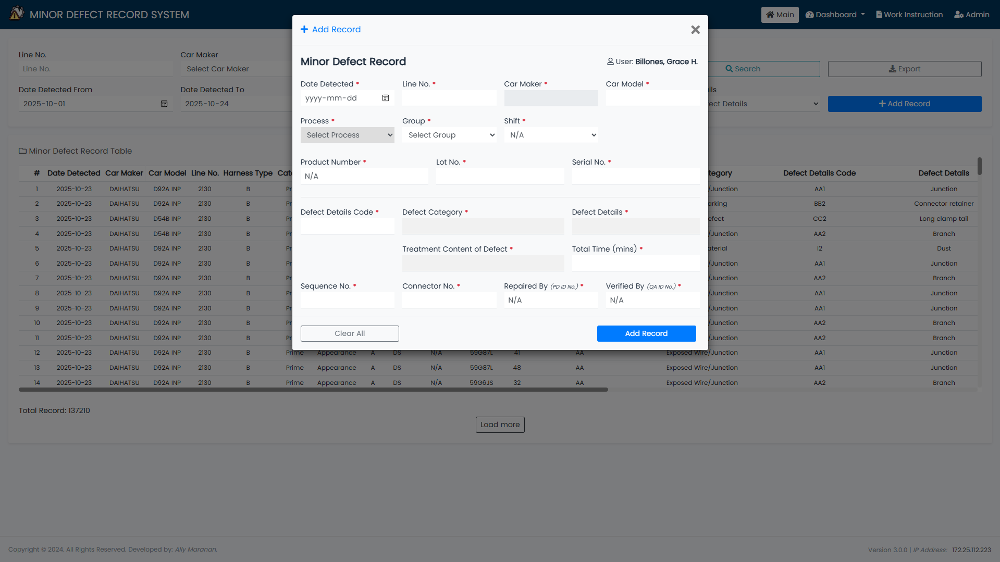 MINOR DEFECT RECORD SYSTEM
Main
Dashboard
Work Instruction
Admin
Add Record
Minor Defect Record
User: Billones, Grace H.
Date Detected *
Line No. *
Car Maker *
Car Model *
yyyy-mm-dd
Process *
Group *
Shift *
Select Process
Select Group
N/A
Product Number *
Lot No. *
Serial No. *
N/A
Defect Details Code *
Defect Category *
Defect Details *
Treatment Content of Defect *
Total Time (mins) *
Sequence No. *
Connector No. *
Repaired By (PD ID No.) *
Verified By (QA ID No.) *
N/A
N/A
Clear All
Add Record
Line No.
Car Maker
Line No.
Select Car Maker
Search
Export
Date Detected From
Date Detected To
ils
2025-10-01
2025-10-24
ect Details
Add Record
Minor Defect Record Table
# Date Detected Car Maker Car Model Line No. Harness Type Cate tegory Defect Details Code Defect Details
1 2025-10-23 DAIHATSU D92A INP 2130 B Pr /Junction AA1 Junction
2 2025-10-23 DAIHATSU D92A INP 2130 B Pr arking BB2 Connector retainer
3 2025-10-23 DAIHATSU D54B INP 2130 B Pr efect CC2 Long clamp tail
4 2025-10-23 DAIHATSU D54B INP 2130 B Pr /Junction AA2 Branch
5 2025-10-23 DAIHATSU D92A INP 2130 B Pr aterial I2 Dust
6 2025-10-23 DAIHATSU D92A INP 2130 B Pr /Junction AA1 Junction
7 2025-10-23 DAIHATSU D92A INP 2130 B Pr /Junction AA2 Branch
8 2025-10-23 DAIHATSU D92A INP 2130 B Pr /Junction AA1 Junction
9 2025-10-23 DAIHATSU D92A INP 2130 B Pr /Junction AA1 Junction
10 2025-10-23 DAIHATSU D92A INP 2130 B Pr /Junction AA2 Branch
11 2025-10-23 DAIHATSU D92A INP 2130 B Pr /Junction AA2 Branch
12 2025-10-23 DAIHATSU D92A INP 2130 B Prime Appearance A DS N/A 59G87L 41 AA Exposed Wire/Junction AA1 Junction
13 2025-10-23 DAIHATSU D92A INP 2130 B Prime Appearance A DS N/A 59G87L 48 AA Exposed Wire/Junction AA1 Junction
14 2025-10-23 DAIHATSU D92A INP 2130 B Prime Appearance A DS N/A 59G6JS 32 AA Exposed Wire/Junction AA2 Branch
Total Record: 137210
Load more
Copyright © 2024. All Rights Reserved. Developed by: Ally Maranan.
Version 3.0.0 | IP Address: 172.25.112.223